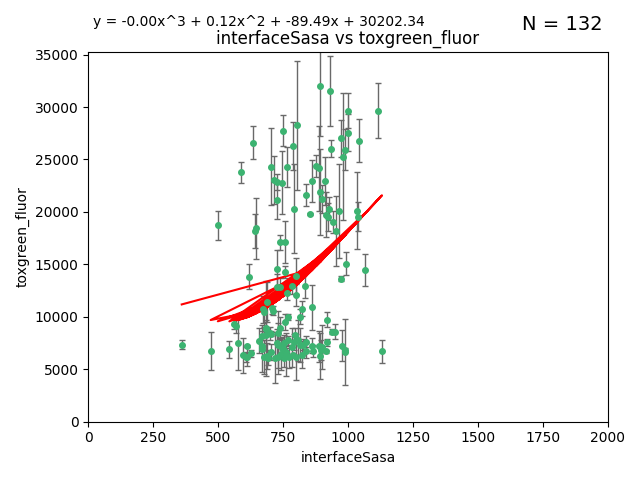 y = -0.00x^3 + 0.12x^2 + -89.49x + 30202.34
N = 132
interfaceSasa vs toxgreen_fluor
35000
30000
25000
20000
15000
10000
5000
0
toxgreen_fluor
0 250 500 750 1000 1250 1500 1750 2000
interfaceSasa